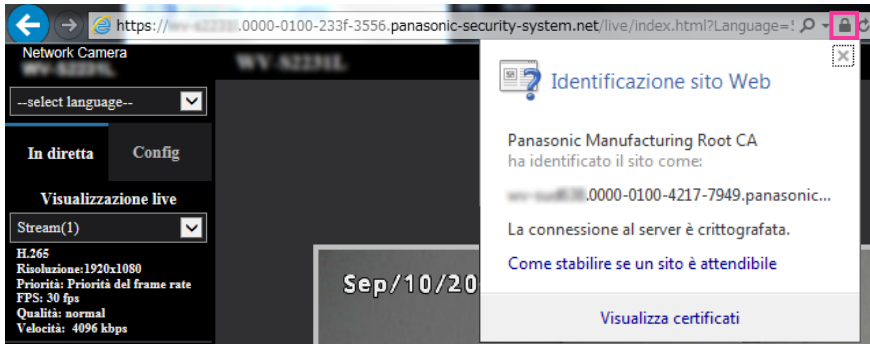 https:// .0000-0100-233f-3556.panasonic-security-system.net/live/index.html?Language=
Network Camera
--select language--
In diretta
Config
Visualizzazione live
Stream(1)
H.265
Risoluzione:1920x1080
Priorità: Priorità del frame rate
FPS: 30 fps
Qualità: normal
Velocità: 4096 kbps
Sep/10/20
Identificazione sito Web
Panasonic Manufacturing Root CA
ha identificato il sito come:
.0000-0100-4217-7949.panasonic...
La connessione al server è crittografata.
Come stabilire se un sito è attendibile
Visualizza certificati